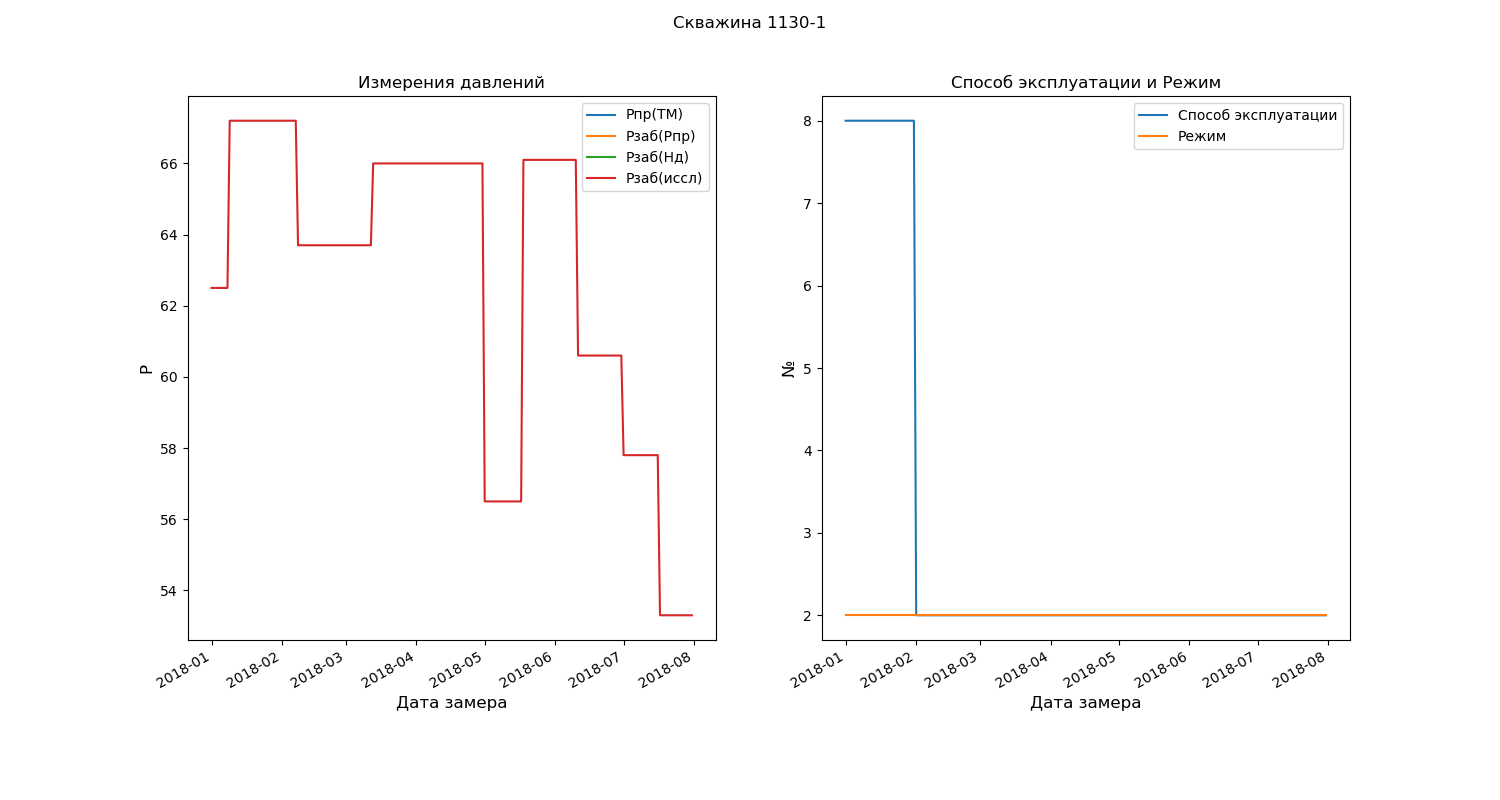 Скважина 1130-1
Измерения давлений
Рпр(ТМ)
Рзаб(Рпр)
Рзаб(Нд)
Рзаб(иссл)
66
64
62
60
58
56
54
Р
2018-01
2018-02
2018-03
2018-04
2018-05
2018-06
2018-07
2018-08
Дата замера
Способ эксплуатации и Режим
Способ эксплуатации
Режим
8
7
6
5
4
3
2
№
2018-01
2018-02
2018-03
2018-04
2018-05
2018-06
2018-07
2018-08
Дата замера